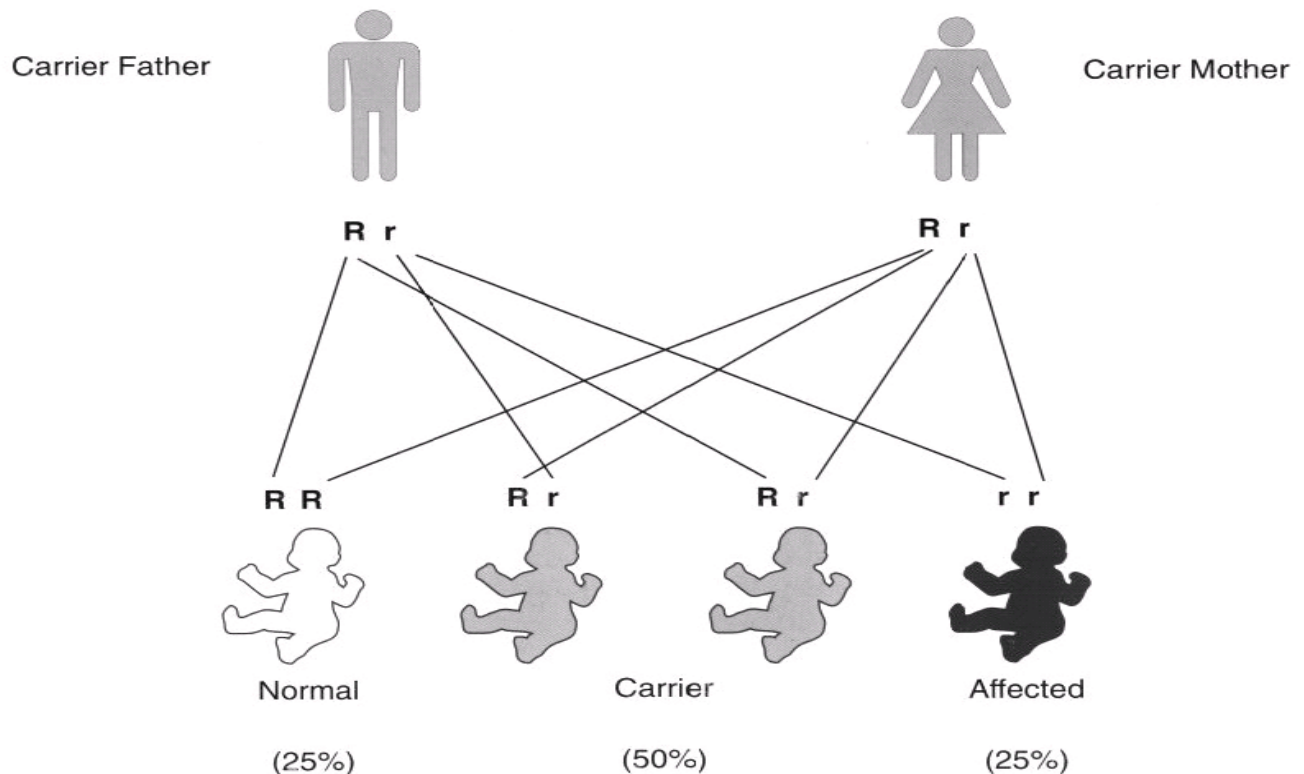 Carrier Father
Carrier Mother
R r
R r
R R
R r
R r
r r
Normal
Carrier
Affected
(25%)
(50%)
(25%)